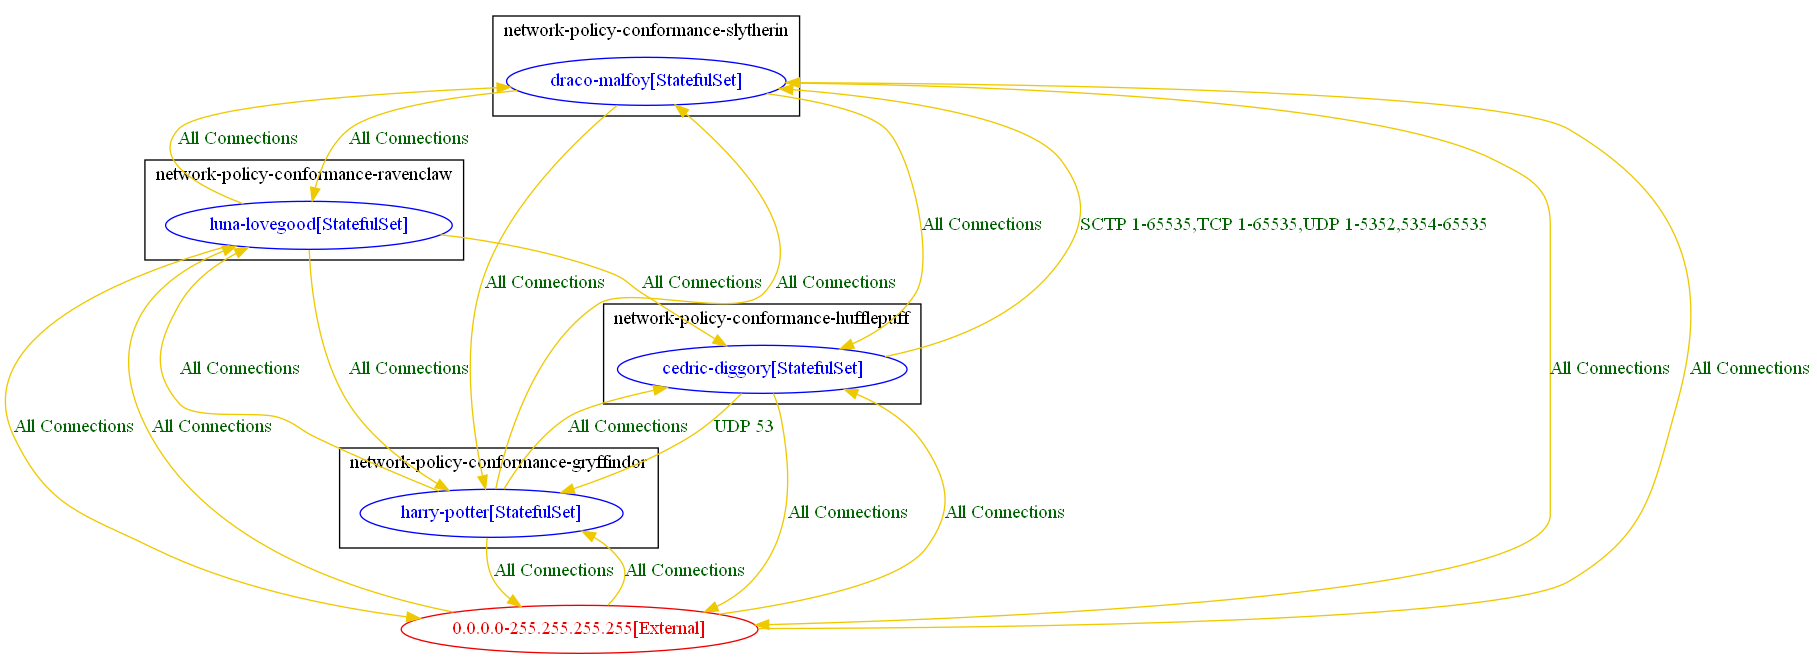 network-policy-conformance-slytherin
draco-malfoy[StatefulSet]
All Connections
All Connections
network-policy-conformance-ravenclaw
luna-lovegood[StatefulSet]
All Connections
SCTP 1-65535,TCP 1-65535,UDP 1-5352,5354-65535
All Connections
All Connections
All Connections
network-policy-conformance-hufflepuff
cedric-diggory[StatefulSet]
All Connections
All Connections
All Connections
All Connections
All Connections
All Connections
All Connections
UDP 53
network-policy-conformance-gryffindor
harry-potter[StatefulSet]
All Connections
All Connections
All Connections
All Connections
0.0.0.0-255.255.255.255[External]